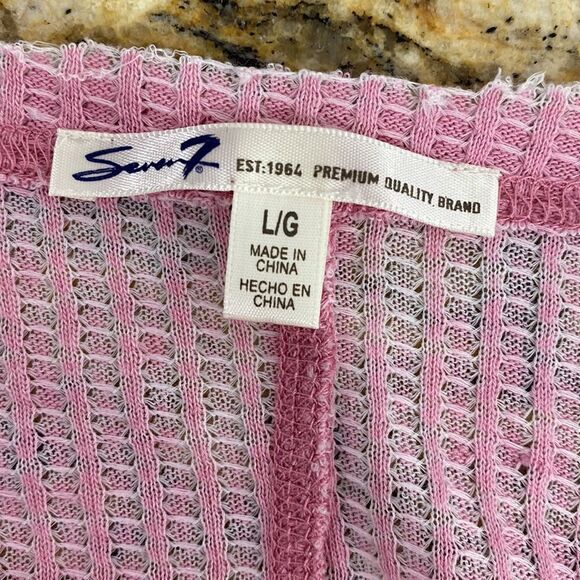 Seven7® EST:1964 PREMIUM QUALITY BRAND
L/G
MADE IN
CHINA
HECHO EN
CHINA